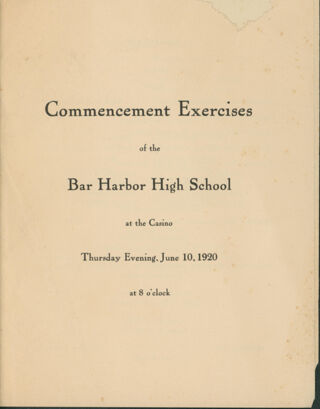 Commencement Exercises
of the
Bar Harbor High School
at the Casino
Thursday Evening, June 10, 1920
at 8 o'clock